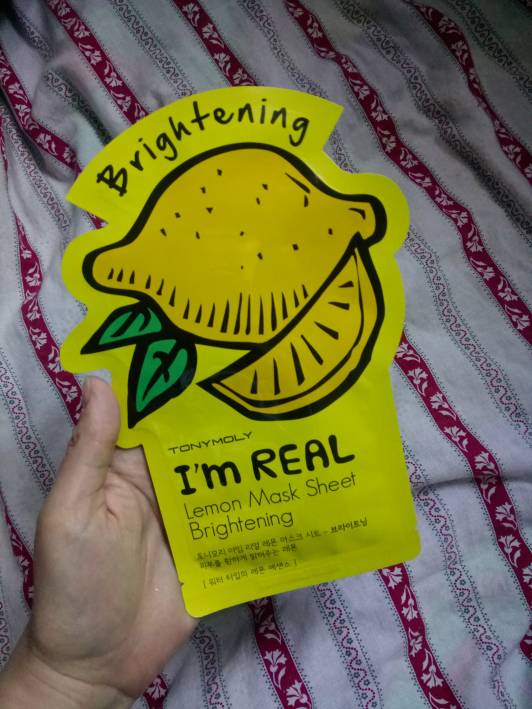 Brightening
TONYMOLY
I'm REAL
Lemon Mask Sheet
Brightening
토니모리 아임 리얼 레몬 마스크 시트 - 브라이트닝
피부를 환하게 밝혀주는 레몬
[ 워터 타입의 레몬 에센스 ]